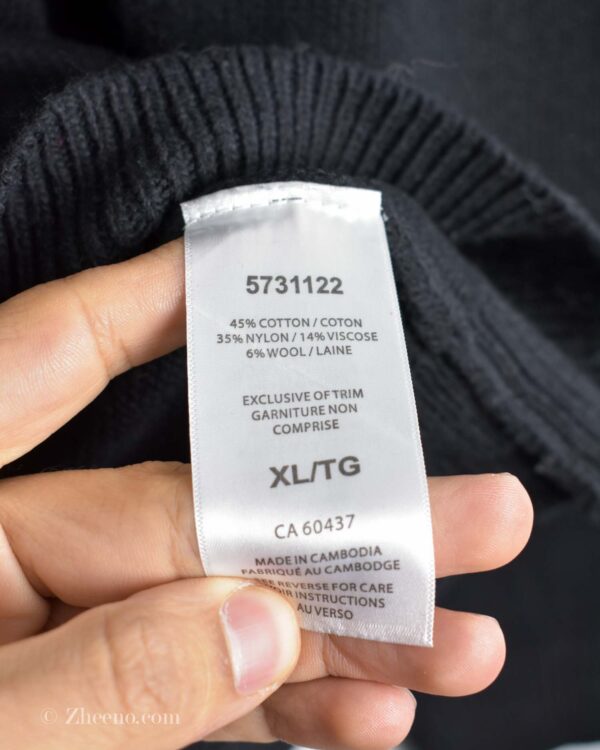 5731122
45% COTTON / COTON
35% NYLON / 14% VISCOSE
6% WOOL / LAINE
EXCLUSIVE OF TRIM
GARNITURE NON
COMPRISE
XL/TG
CA 60437
MADE IN CAMBODIA
FABRIQUÉ AU CAMBODGE
REVERSE FOR CARE
INSTRUCTIONS
AU VERSO
© Zheeno.com